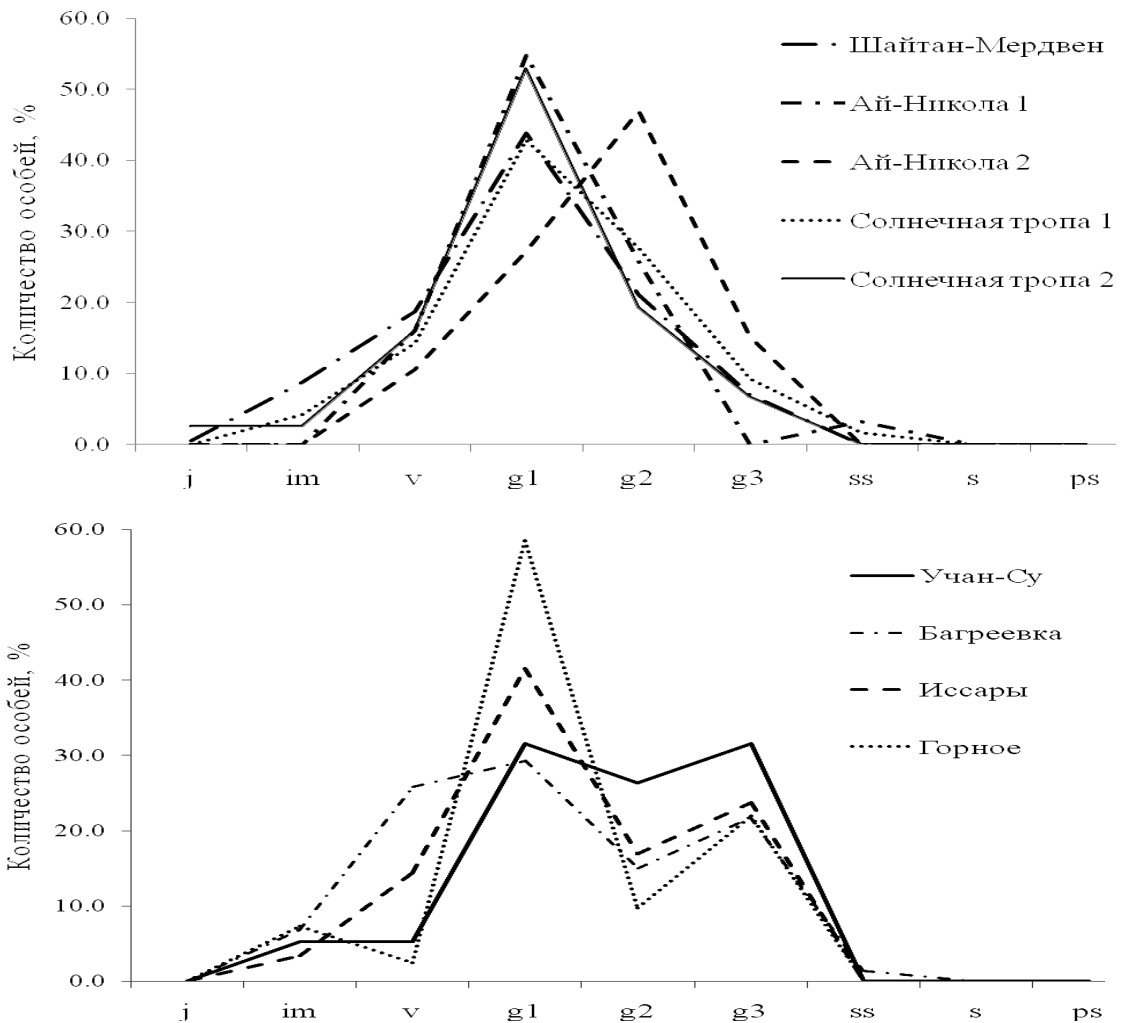 60.0
50.0
40.0
30.0
20.0
10.0
0.0
Количество особей, %
j im v g1 g2 g3 ss s ps
Шайтан-Мердвен
Ай-Никола 1
Ай-Никола 2
Солнечная тропа 1
Солнечная тропа 2
60.0
50.0
40.0
30.0
20.0
10.0
0.0
Количество особей, %
j im v g1 g2 g3 ss s ps
Учан-Су
Багреевка
Иссары
Горное